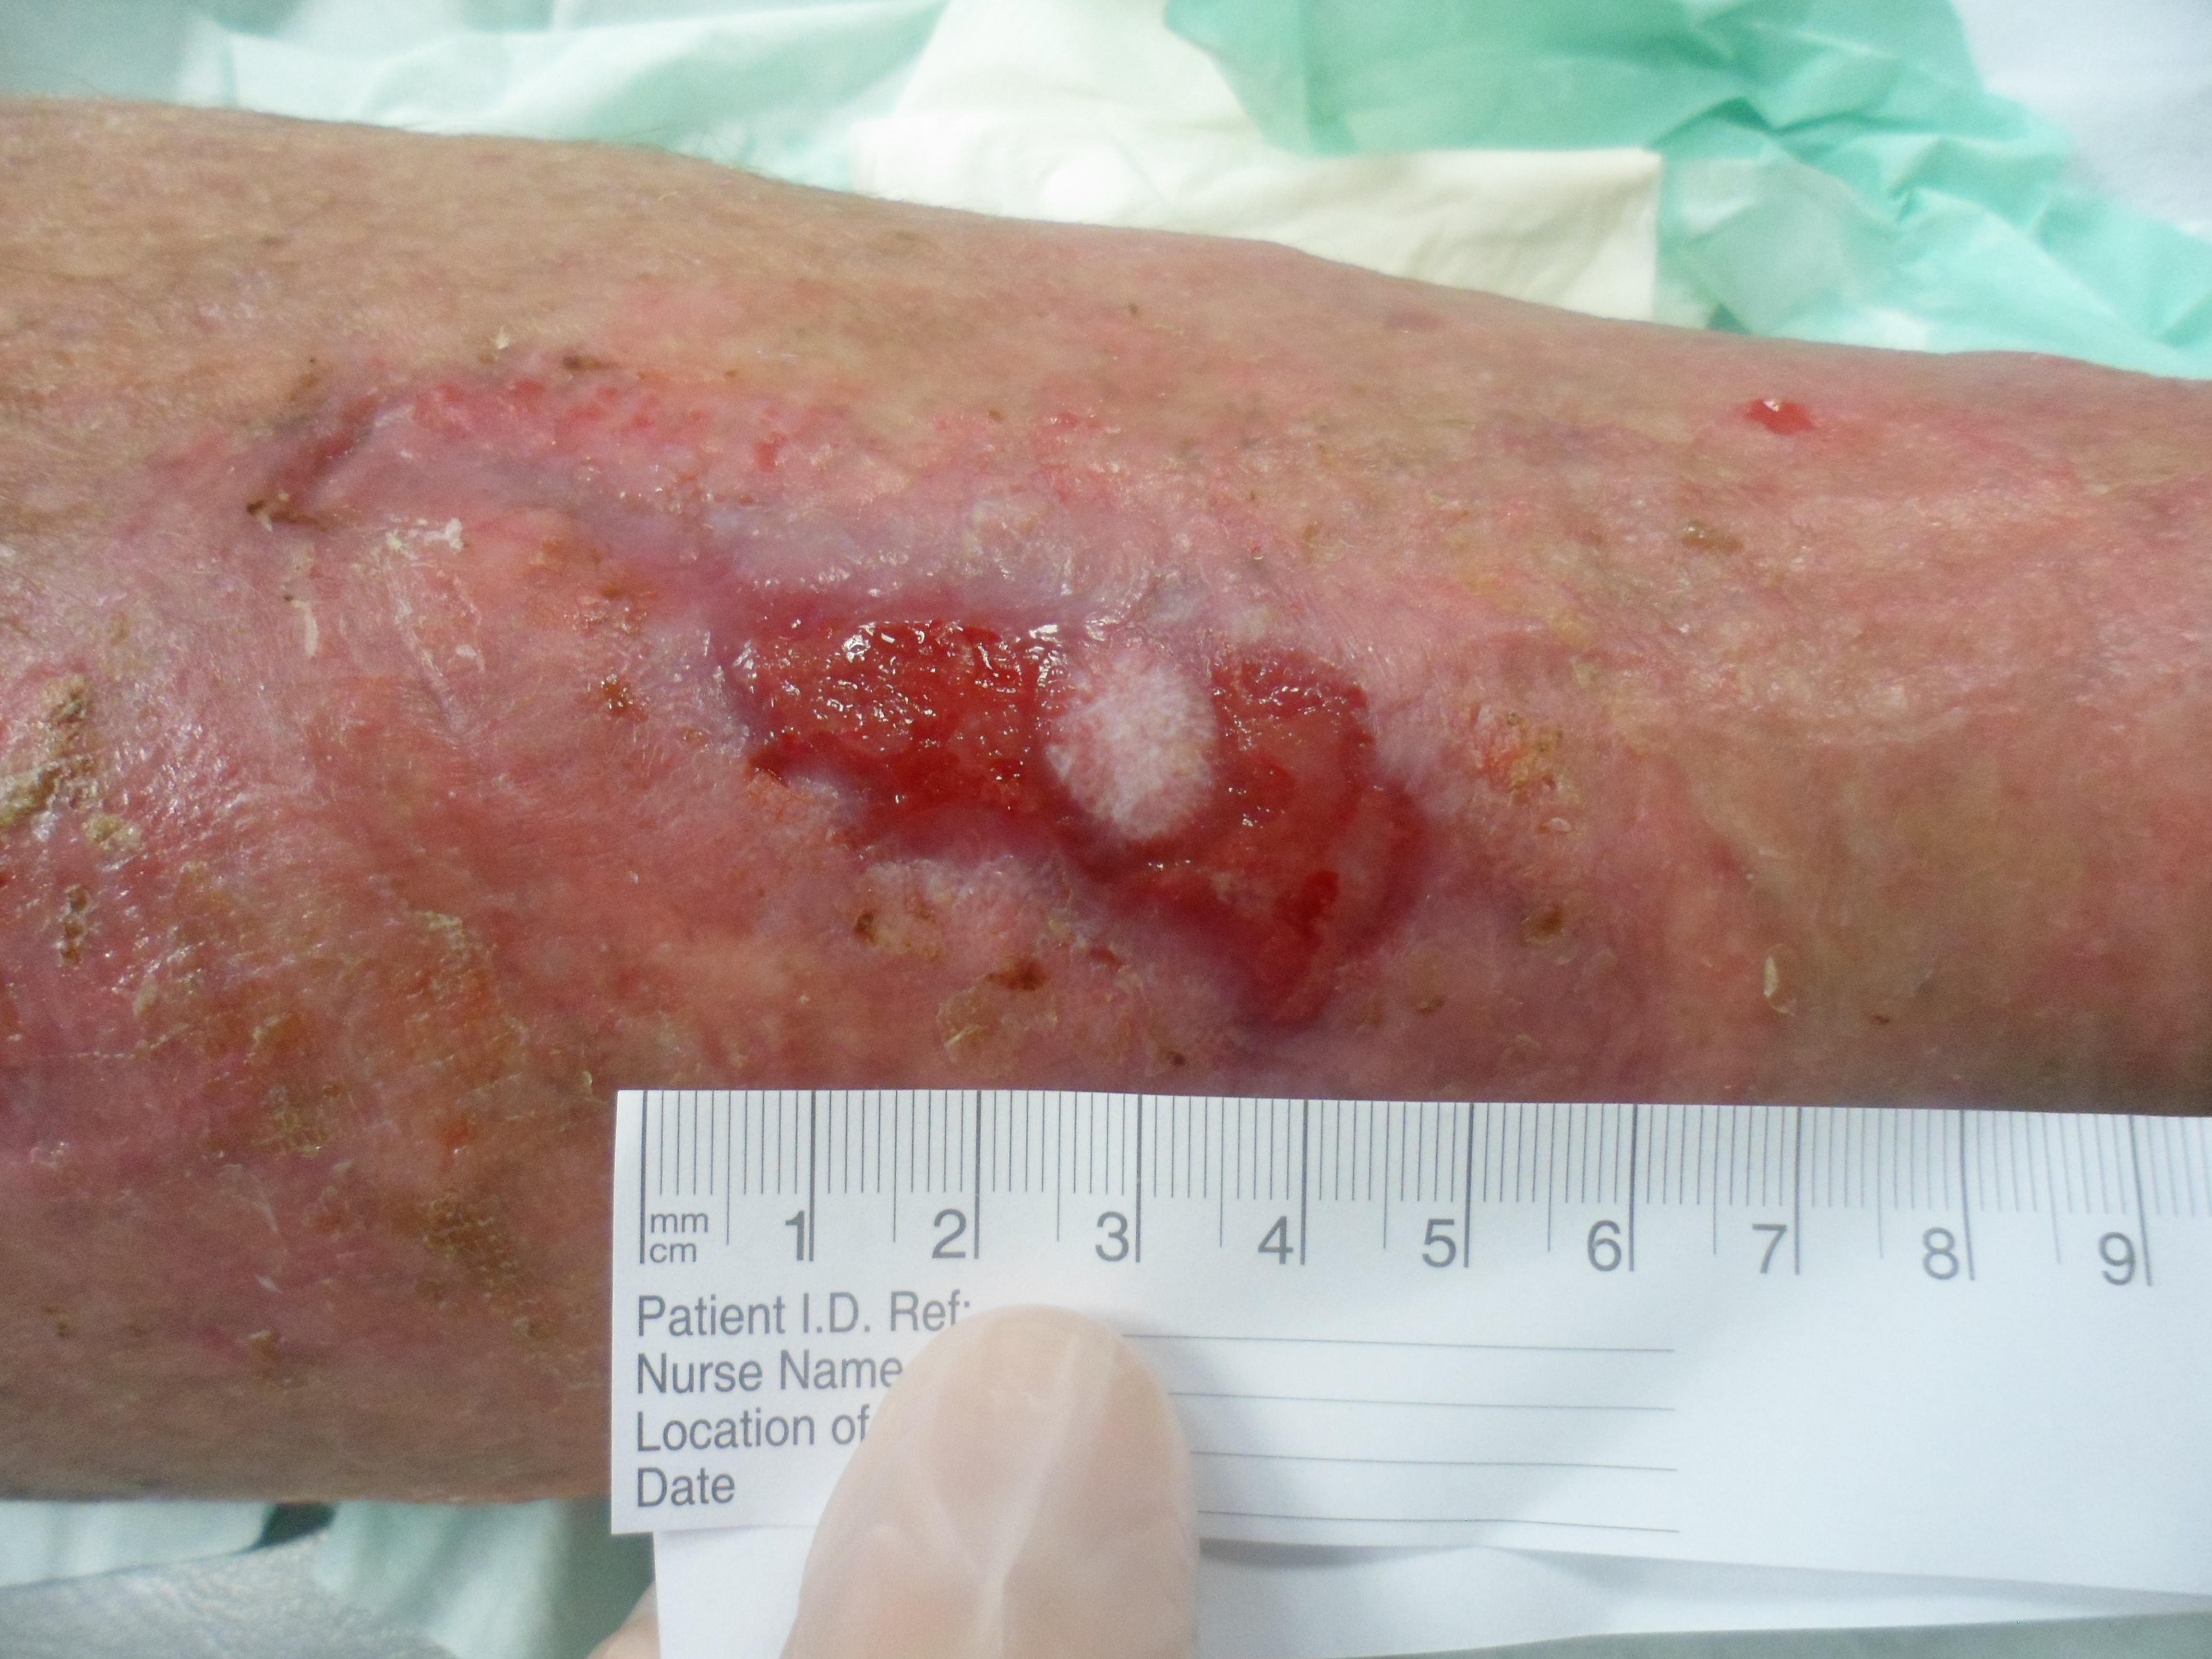 1 2 3 4 5 6 7 8 9
mm
cm
Patient I.D. Ref:
Nurse Name
Location of
Date